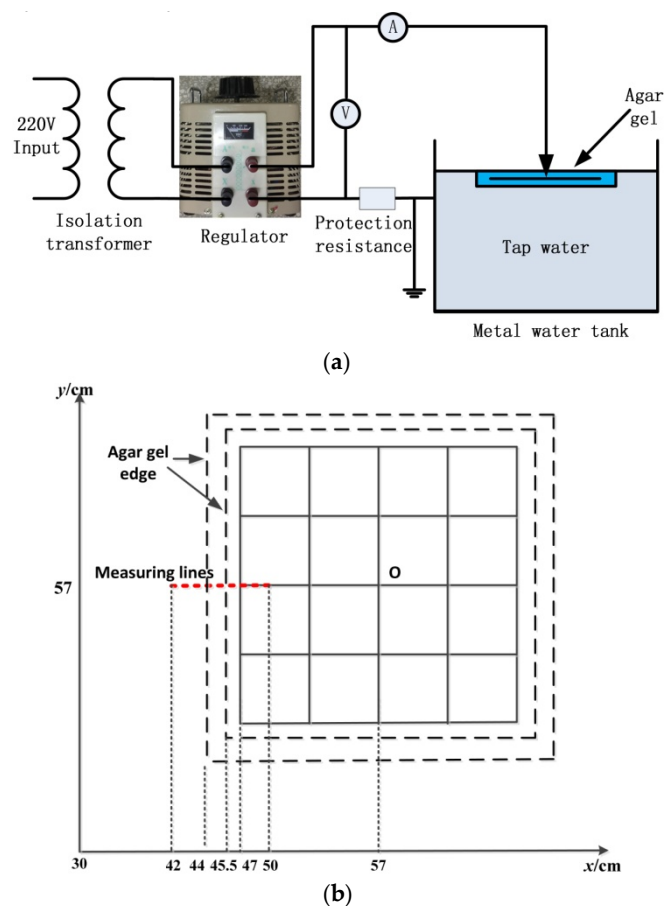 220V
Input
Isolation
transformer
Regulator
V
A
Protection
resistance
Agar
gel
Tap water
Metal water tank
(a)
y/cm
Agar gel
edge
Measuring lines
O
57
30
42
44
45.5
47
50
57
x/cm
(b)